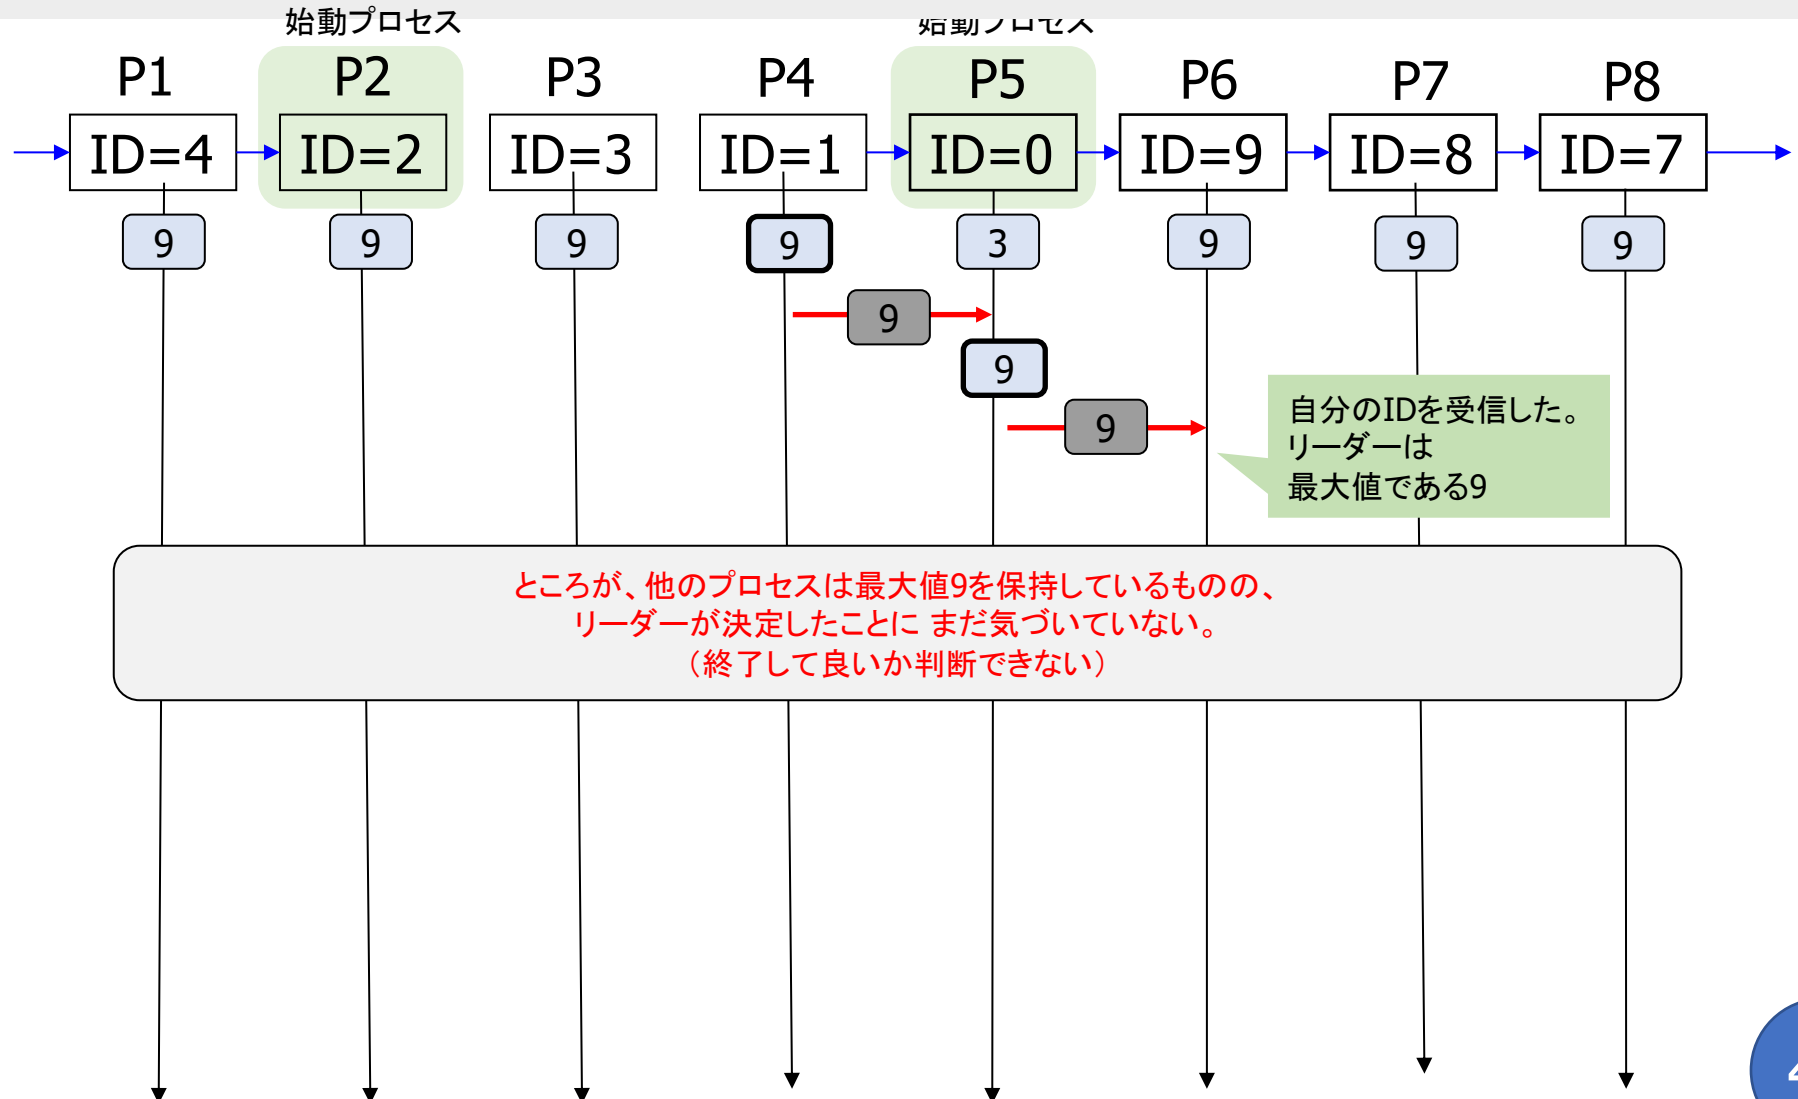 始動プロセス
始動プロセス
P1 P2 P3 P4 P5 P6 P7 P8
ID=4 ID=2 ID=3 ID=1 ID=0 ID=9 ID=8 ID=7
9 9 9 9 3 9 9 9
9
9
9
自分のIDを受信した。
リーダーは
最大値である9
ところが、他のプロセスは最大値9を保持しているものの、
リーダーが決定したことに まだ気づいていない。
（終了して良いか判断できない）